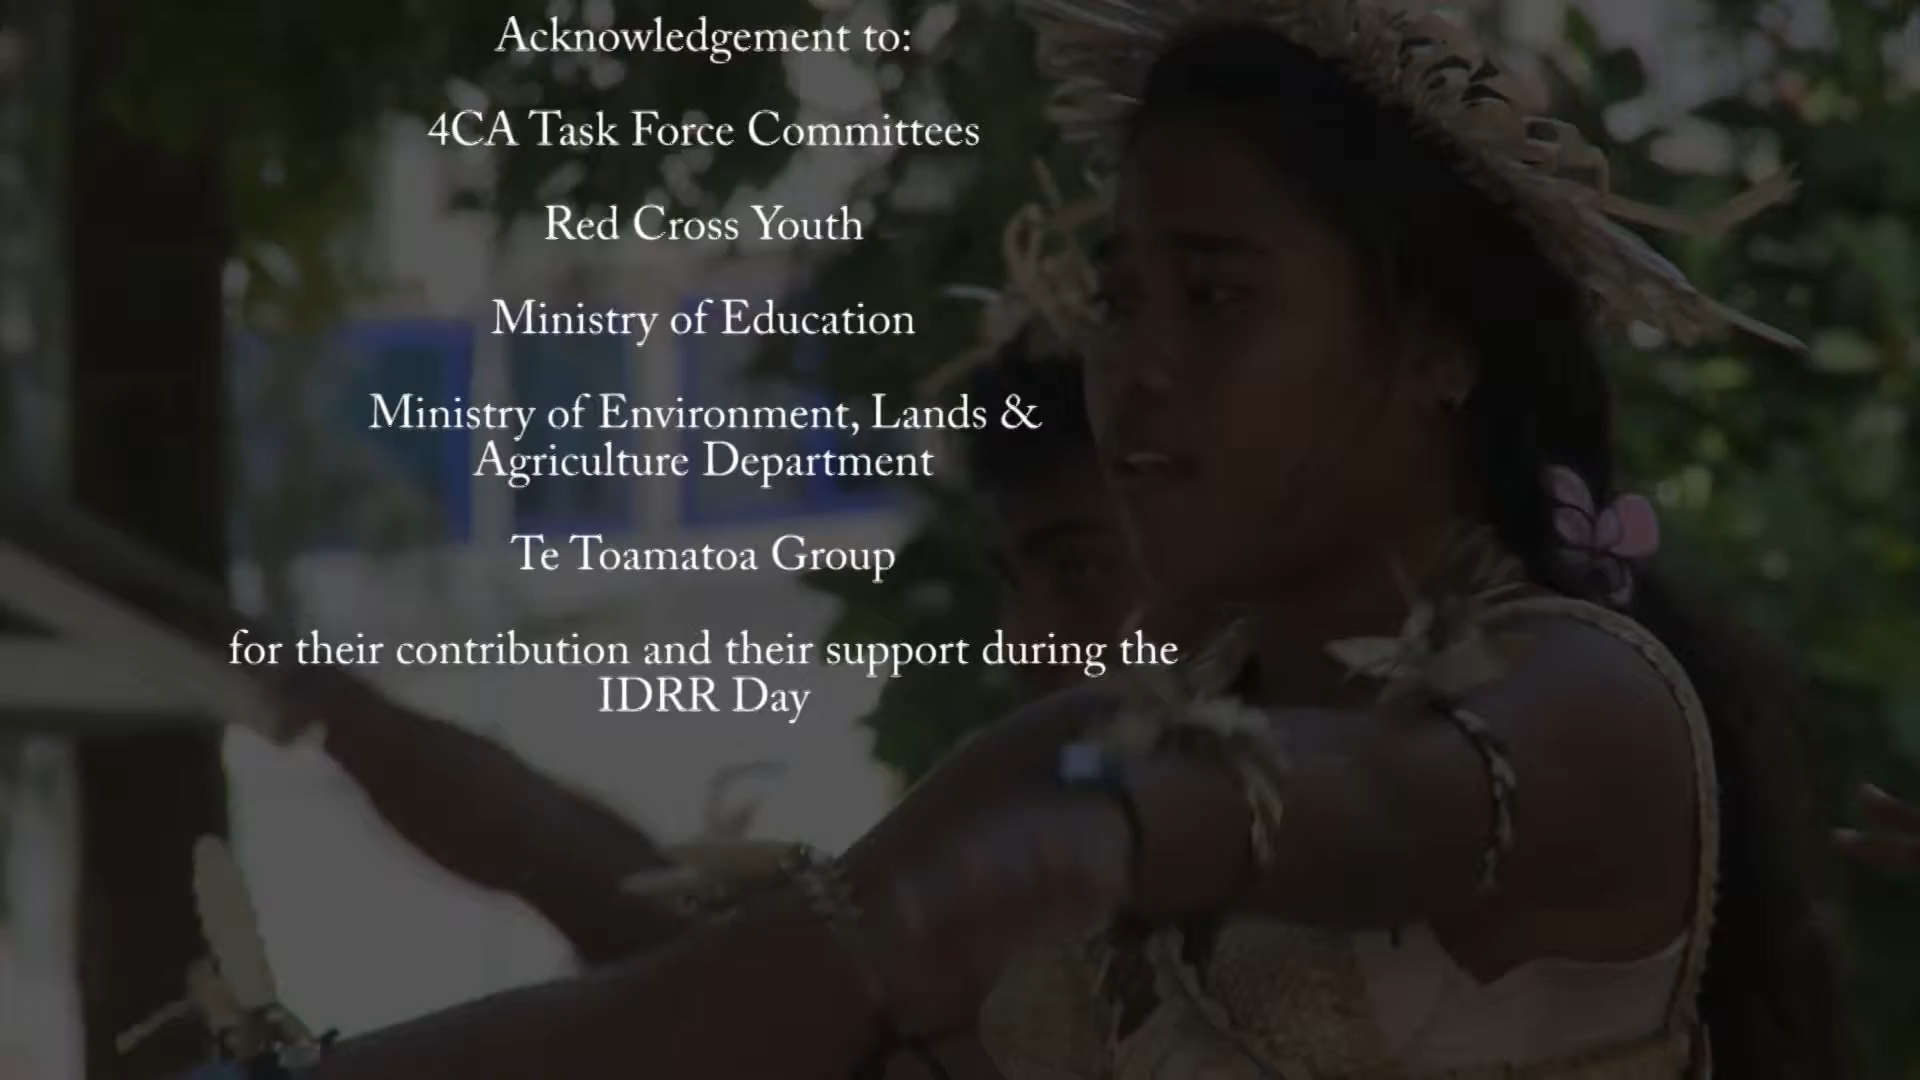 Acknowledgement to:
4CA Task Force Committees
Red Cross Youth
Ministry of Education
Ministry of Environment, Lands &
Agriculture Department
Te Toamatoa Group
for their contribution and their support during the
IDRR Day